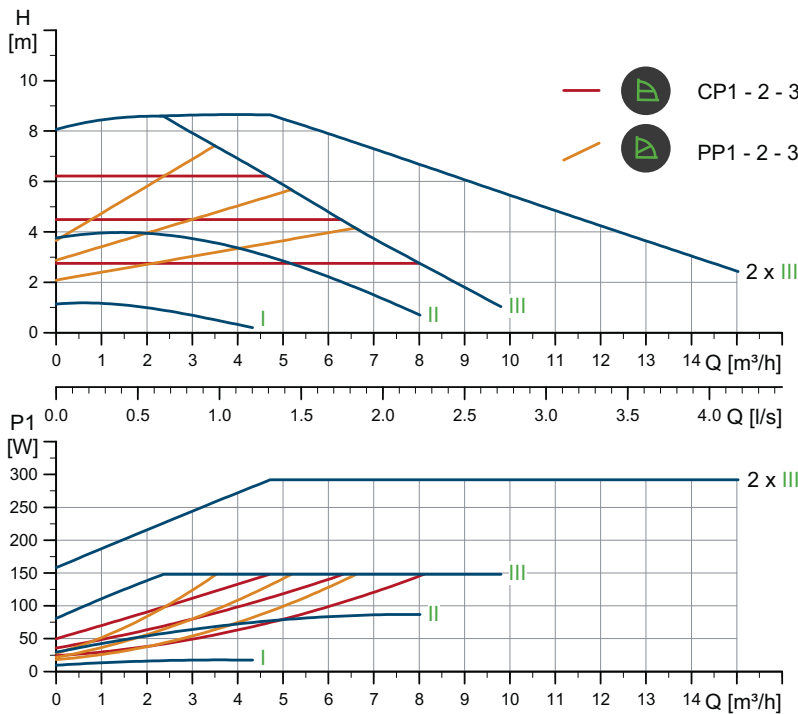 H
[m]
10
8
6
4
2
0
CP1 - 2 - 3
PP1 - 2 - 3
2 x III
III
II
I
0 1 2 3 4 5 6 7 8 9 10 11 12 13 14 Q [m³/h]
0.0 0.5 1.0 1.5 2.0 2.5 3.0 3.5 4.0 Q [l/s]
P1
[W]
300
250
200
150
100
50
0
2 x III
III
II
I
0 1 2 3 4 5 6 7 8 9 10 11 12 13 14 Q [m³/h]